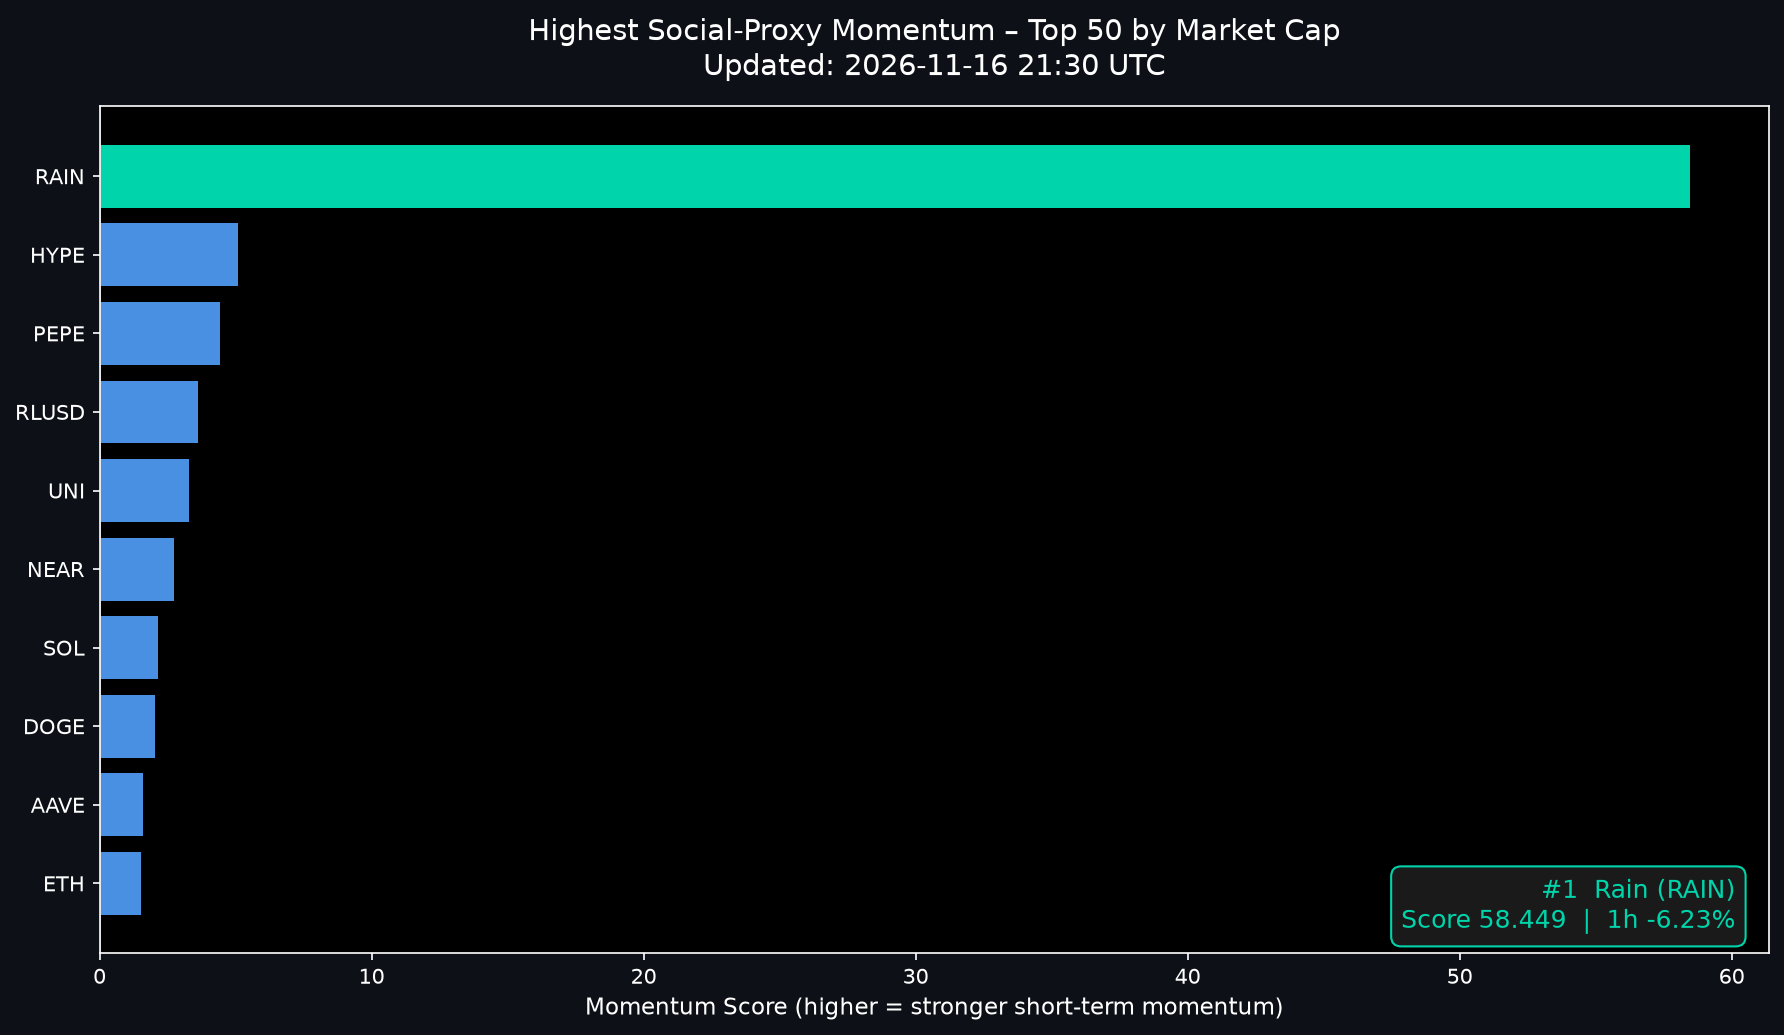 Highest Social-Proxy Momentum – Top 50 by Market Cap
Updated: 2026-11-16 21:30 UTC
RAIN
HYPE
PEPE
RLUSD
UNI
NEAR
SOL
DOGE
AAVE
ETH
#1  Rain (RAIN)
Score 58.449  |  1h -6.23%
0 10 20 30 40 50 60
Momentum Score (higher = stronger short-term momentum)